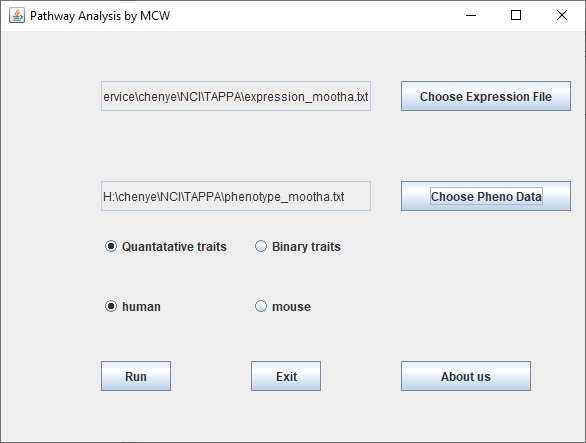 Pathway Analysis by MCW
ervice\chenye\NCI\TAPPA\expression_mootha.txt
Choose Expression File
H:\chenye\NCI\TAPPA\phenotype_mootha.txt
Choose Pheno Data
Quantatative traits
Binary traits
human
mouse
Run
Exit
About us